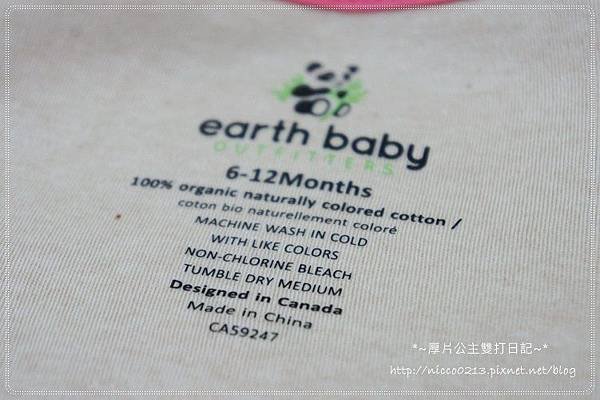 earth baby
OUTFITTERS
6-12Months
100% organic naturally colored cotton /
coton bio naturellement coloré
MACHINE WASH IN COLD
WITH LIKE COLORS
NON-CHLORINE BLEACH
TUMBLE DRY MEDIUM
Designed in Canada
Made in China
CA59247
*~厚片公主雙打日記~*
http://nicco0213.pixnet.net/blog